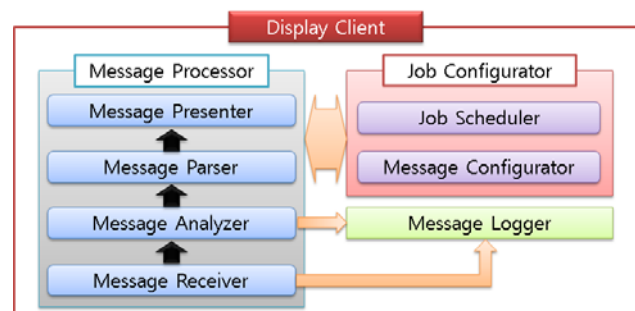 Display Client
Message Processor
Message Presenter
Message Parser
Message Analyzer
Message Receiver
Job Configurator
Job Scheduler
Message Configurator
Message Logger